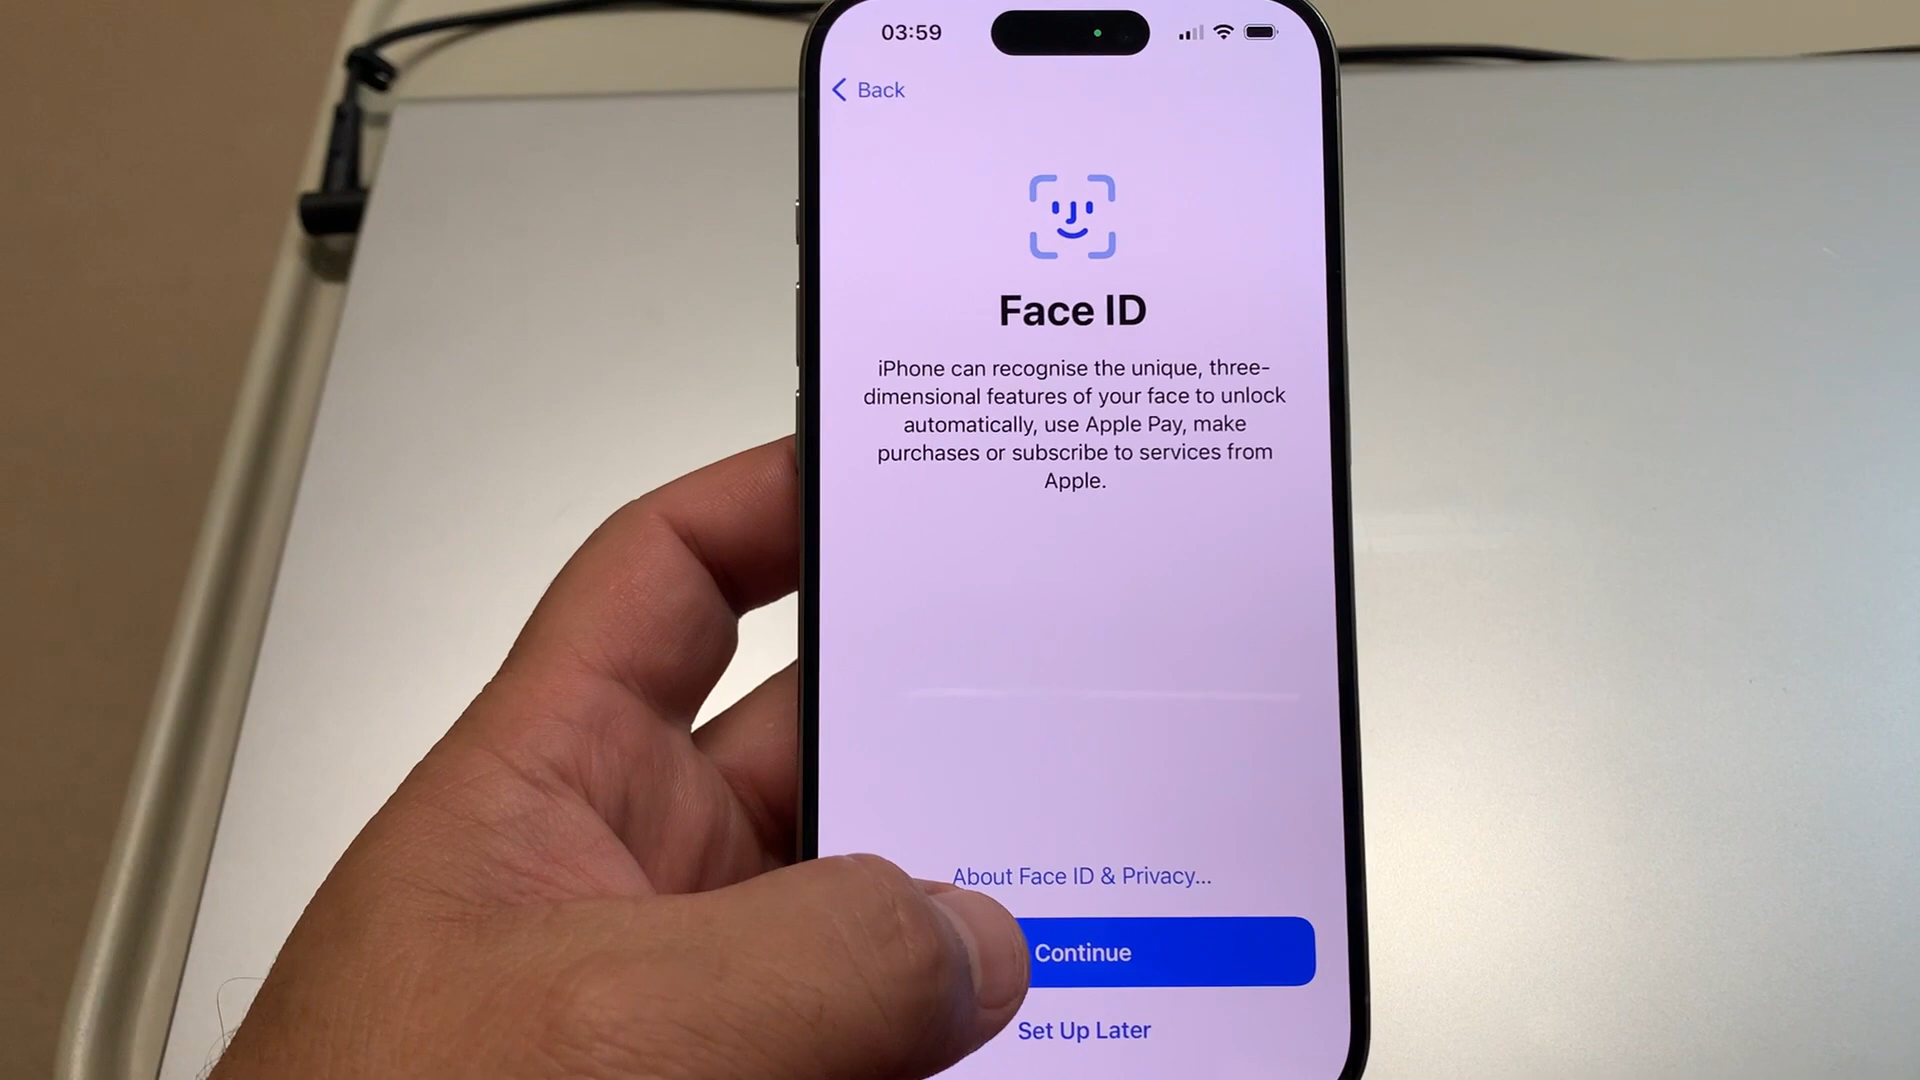 03:59
Back
Face ID
iPhone can recognise the unique, three-
dimensional features of your face to unlock
automatically, use Apple Pay, make
purchases or subscribe to services from
Apple.
About Face ID & Privacy...
Continue
Set Up Later